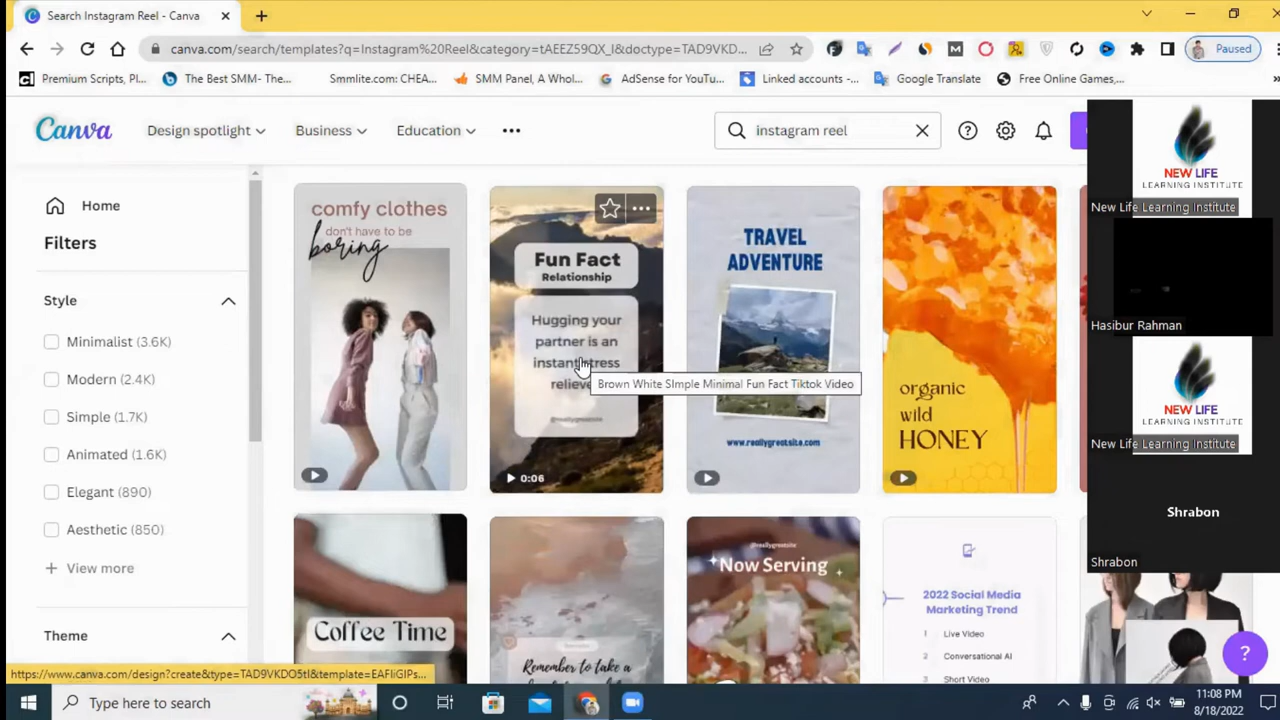 Search Instagram Reel - Canva
canva.com/search/templates?q=Instagram%20Reel&category=tAEEZ59QX_I&doctype=TAD9VKD...
Paused
Premium Scripts, Pl...
The Best SMM- The...
Smmlite.com: CHEA...
SMM Panel, A Whol...
AdSense for YouTu...
Linked accounts -...
Google Translate
Free Online Games,...
Canva
Design spotlight
Business
Education
instagram reel
Home
Filters
Style
Minimalist (3.6K)
Modern (2.4K)
Simple (1.7K)
Animated (1.6K)
Elegant (890)
Aesthetic (850)
+ View more
Theme
comfy clothes
don't have to be
boring
Fun Fact
Relationship
Hugging your
partner is an
instant stress
@reallygreatsite
0:06
Brown White SImple Minimal Fun Fact Tiktok Video
TRAVEL
ADVENTURE
www.reallygreatsite.com
organic
wild
HONEY
Coffee Time
Remember to take a
@reallygreatsite
Now Serving
2022 Social Media
Marketing Trend
1 Live Video
2 Conversational AI
3 Short Video
NEW LIFE
LEARNING INSTITUTE
New Life Learning Institute
Hasibur Rahman
NEW LIFE
LEARNING INSTITUTE
New Life Learning Institute
Shrabon
Shrabon
?
https://www.canva.com/design?create&type=TAD9VKDO5tI&template=EAFIiGIPs...
Type here to search
11:08 PM
8/18/2022